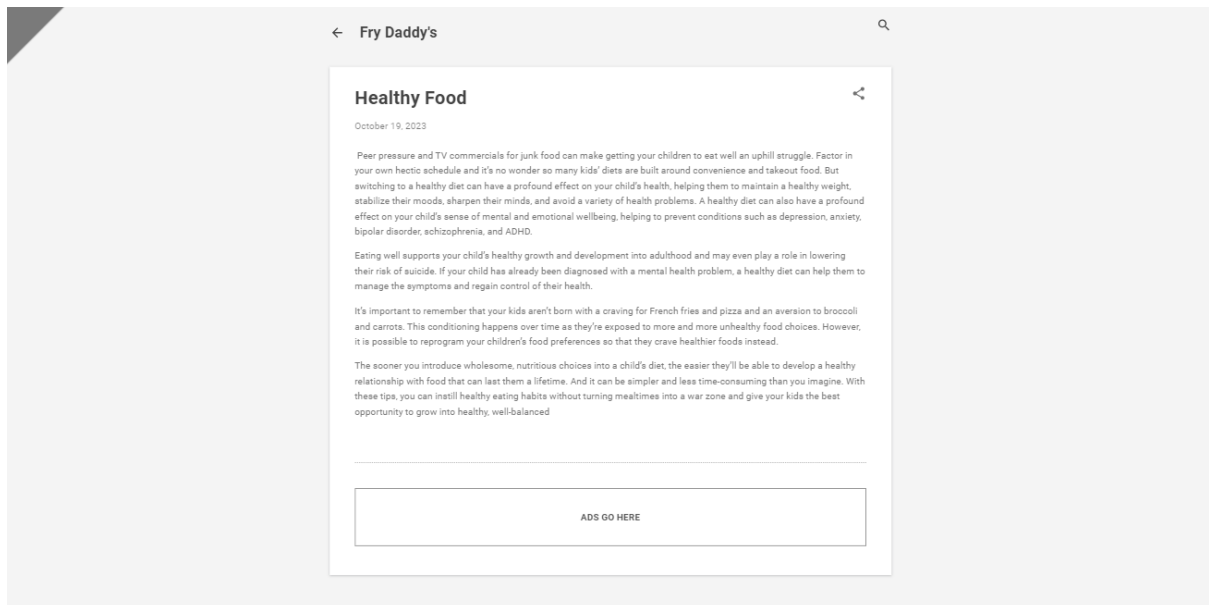 Fry Daddy's
Healthy Food
October 19, 2023
Peer pressure and TV commercials for junk food can make getting your children to eat well an uphill struggle. Factor in
your own hectic schedule and it's no wonder so many kids' diets are built around convenience and takeout food. But
switching to a healthy diet can have a profound effect on your child's health, helping them to maintain a healthy weight,
stabilize their moods, sharpen their minds, and avoid a variety of health problems. A healthy diet can also have a profound
effect on your child's sense of mental and emotional wellbeing, helping to prevent conditions such as depression, anxiety,
bipolar disorder, schizophrenia, and ADHD.
Eating well supports your child's healthy growth and development into adulthood and may even play a role in lowering
their risk of suicide. If your child has already been diagnosed with a mental health problem, a healthy diet can help them to
manage the symptoms and regain control of their health.
It's important to remember that your kids aren't born with a craving for French fries and pizza and an aversion to broccoli
and carrots. This conditioning happens over time as they're exposed to more and more unhealthy food choices. However,
it is possible to reprogram your children's food preferences so that they crave healthier foods instead.
The sooner you introduce wholesome, nutritious choices into a child's diet, the easier they'll be able to develop a healthy
relationship with food that can last them a lifetime. And it can be simpler and less time-consuming than you imagine. With
these tips, you can instill healthy eating habits without turning mealtimes into a war zone and give your kids the best
opportunity to grow into healthy, well-balanced
ADS GO HERE